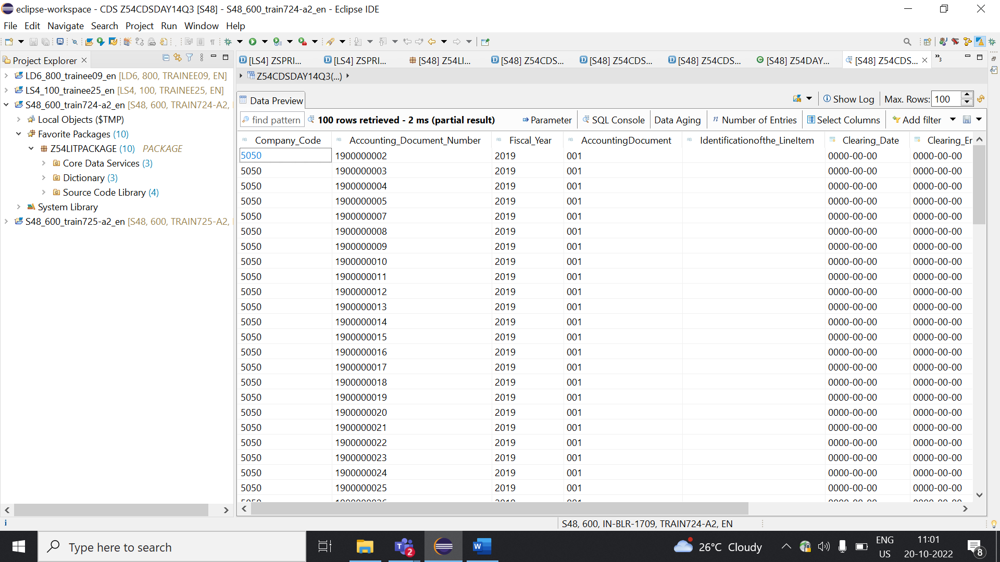 eclipse-workspace - CDS Z54CDSDAY14Q3 [S48] - S48_600_train724-a2_en - Eclipse IDE
File Edit Navigate Search Project Run Window Help
Project Explorer
LD6_800_trainee09_en [LD6, 800, TRAINEE09, EN]
LS4_100_trainee25_en [LS4, 100, TRAINEE25, EN]
S48_600_train724-a2_en [S48, 600, TRAIN724-A2,
Local Objects ($TMP)
Favorite Packages (10)
Z54LITPACKAGE (10) PACKAGE
Core Data Services (3)
Dictionary (3)
Source Code Library (4)
System Library
S48_600_train725-a2_en [S48, 600, TRAIN725-A2,
[LS4] ZSPRI... [LS4] ZSPRI... [S48] Z54LI... [S48] Z54CDS... [S48] Z54CDS... [S48] Z54CDS... [S48] Z54DAY... [S48] Z54CDS... 3
Z54CDSDAY14Q3(...)
Data Preview Show Log Max. Rows: 100
find pattern 100 rows retrieved - 2 ms (partial result) Parameter SQL Console Data Aging Number of Entries Select Columns Add filter
Company_Code Accounting_Document_Number Fiscal_Year AccountingDocument Identificationofthe_LineItem Clearing_Date Clearing_Er
5050 1900000002 2019 001 0000-00-00 0000-00-00
5050 1900000003 2019 001 0000-00-00 0000-00-00
5050 1900000004 2019 001 0000-00-00 0000-00-00
5050 1900000005 2019 001 0000-00-00 0000-00-00
5050 1900000007 2019 001 0000-00-00 0000-00-00
5050 1900000008 2019 001 0000-00-00 0000-00-00
5050 1900000009 2019 001 0000-00-00 0000-00-00
5050 1900000010 2019 001 0000-00-00 0000-00-00
5050 1900000011 2019 001 0000-00-00 0000-00-00
5050 1900000012 2019 001 0000-00-00 0000-00-00
5050 1900000013 2019 001 0000-00-00 0000-00-00
5050 1900000014 2019 001 0000-00-00 0000-00-00
5050 1900000015 2019 001 0000-00-00 0000-00-00
5050 1900000016 2019 001 0000-00-00 0000-00-00
5050 1900000017 2019 001 0000-00-00 0000-00-00
5050 1900000018 2019 001 0000-00-00 0000-00-00
5050 1900000019 2019 001 0000-00-00 0000-00-00
5050 1900000020 2019 001 0000-00-00 0000-00-00
5050 1900000021 2019 001 0000-00-00 0000-00-00
5050 1900000022 2019 001 0000-00-00 0000-00-00
5050 1900000023 2019 001 0000-00-00 0000-00-00
5050 1900000024 2019 001 0000-00-00 0000-00-00
5050 1900000025 2019 001 0000-00-00 0000-00-00
S48, 600, IN-BLR-1709, TRAIN724-A2, EN
Type here to search
2
26°C Cloudy
ENG
US
11:01
20-10-2022
8